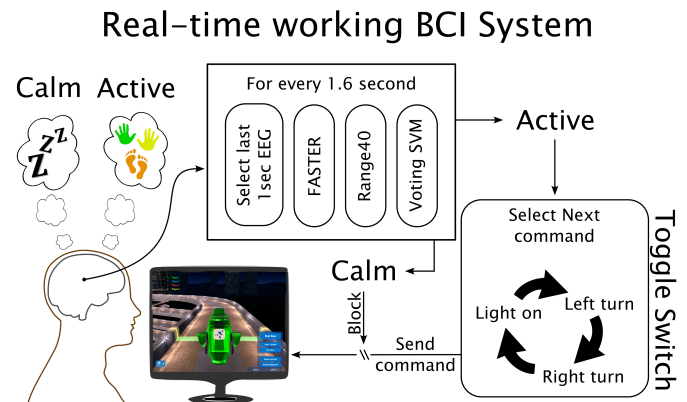 Real-time working BCI System
Calm
Active
Z Z Z
For every 1.6 second
Select last
1sec EEG
FASTER
Range40
Voting SVM
Active
Select Next
command
Light on
Left turn
Right turn
Toggle Switch
Calm
Block
Send
command